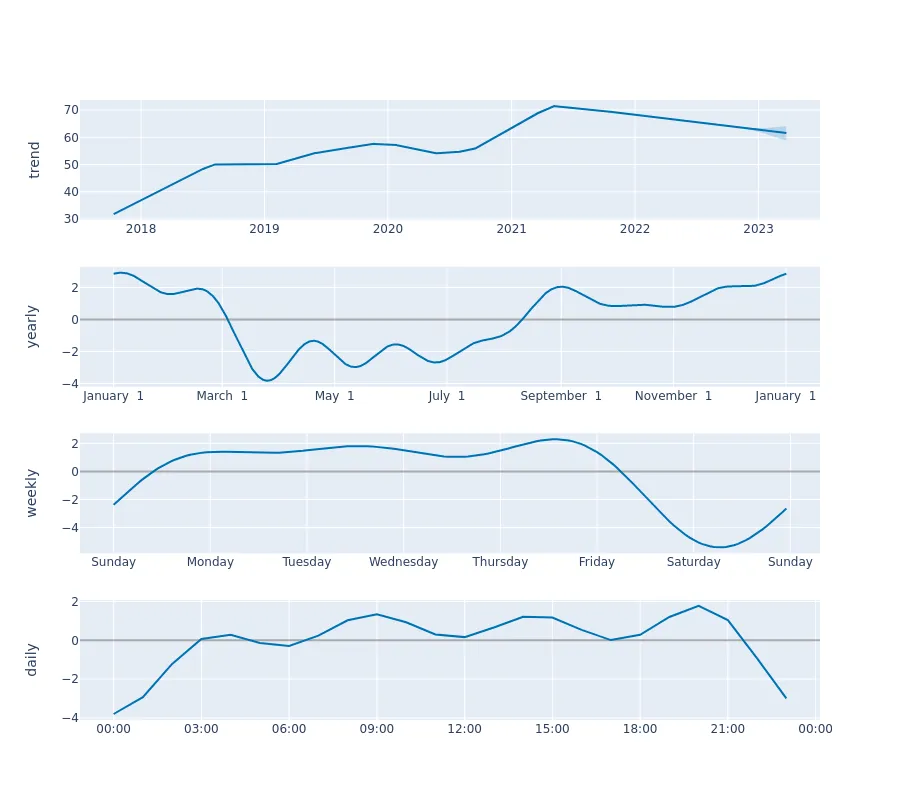 trend
70
60
50
40
30
2018 2019 2020 2021 2022 2023
yearly
2
0
−2
−4
January 1 March 1 May 1 July 1 September 1 November 1 January 1
weekly
2
0
−2
−4
Sunday Monday Tuesday Wednesday Thursday Friday Saturday Sunday
daily
2
0
−2
−4
00:00 03:00 06:00 09:00 12:00 15:00 18:00 21:00 00:00